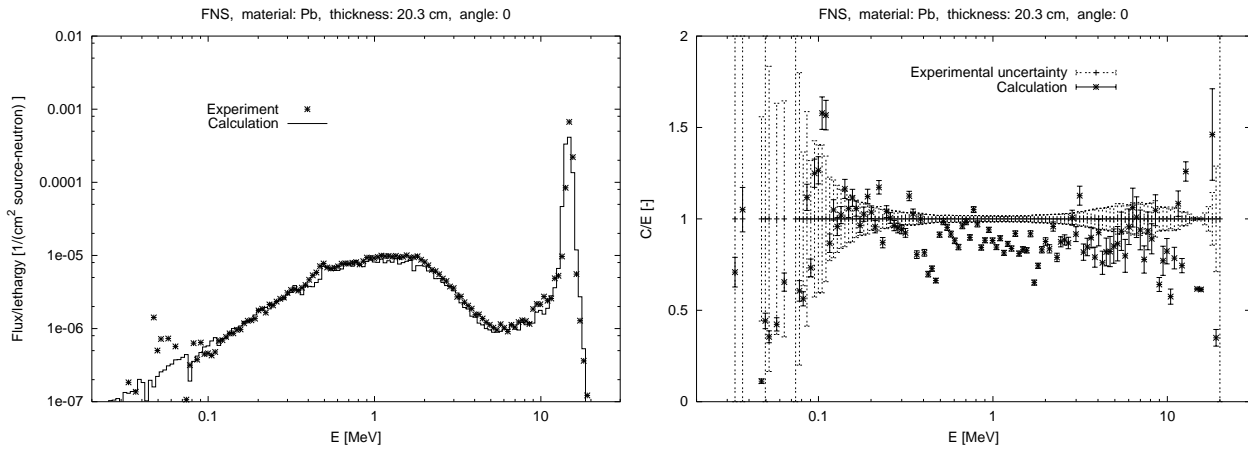 FNS, material: Pb, thickness: 20.3 cm, angle: 0
Flux/lethargy [1/(cm² source-neutron) ]
0.01
0.001
0.0001
1e-05
1e-06
1e-07
Experiment
Calculation
0.1 1 10
E [MeV]
FNS, material: Pb, thickness: 20.3 cm, angle: 0
C/E [-]
2
1.5
1
0.5
0
Experimental uncertainty
Calculation
0.1 1 10
E [MeV]